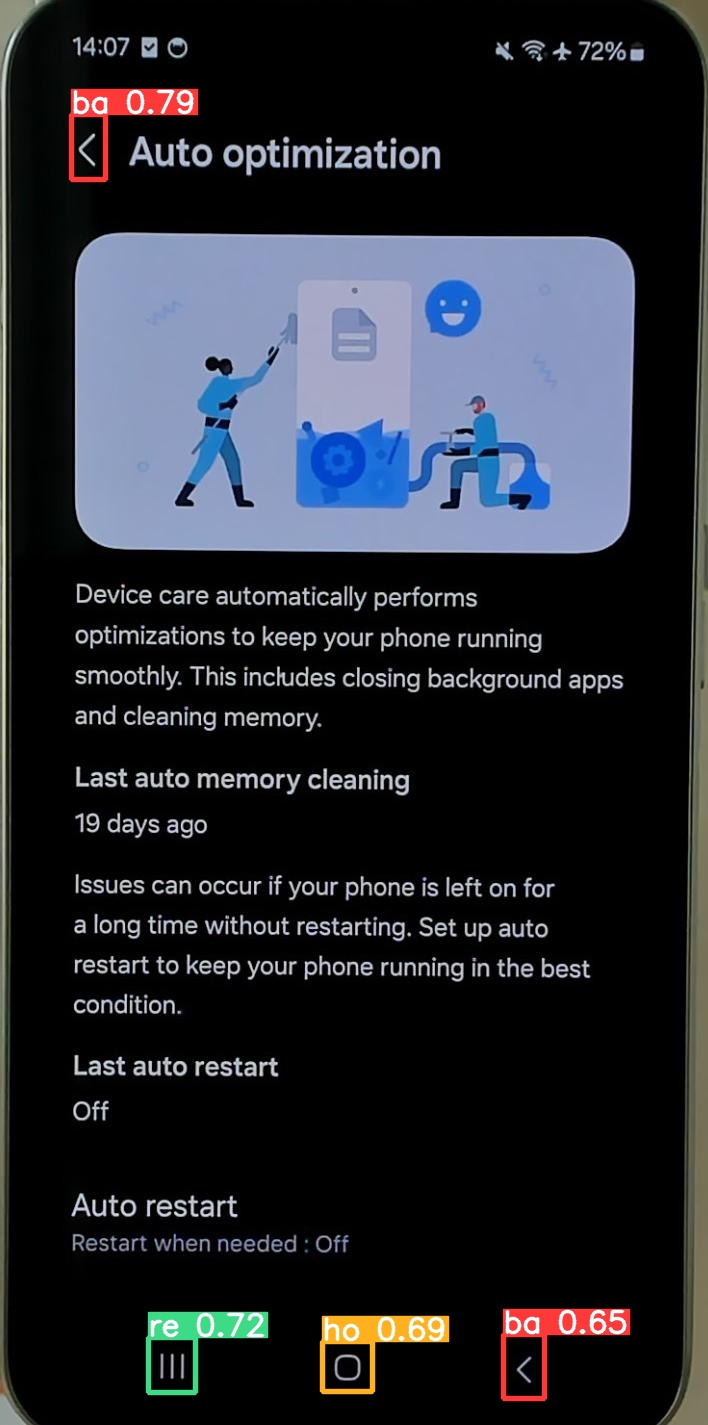 14:07 72%
ba 0.79
Auto optimization
Device care automatically performs
optimizations to keep your phone running
smoothly. This includes closing background apps
and cleaning memory.
Last auto memory cleaning
19 days ago
Issues can occur if your phone is left on for
a long time without restarting. Set up auto
restart to keep your phone running in the best
condition.
Last auto restart
Off
Auto restart
Restart when needed : Off
re 0.72 ho 0.69 ba 0.65